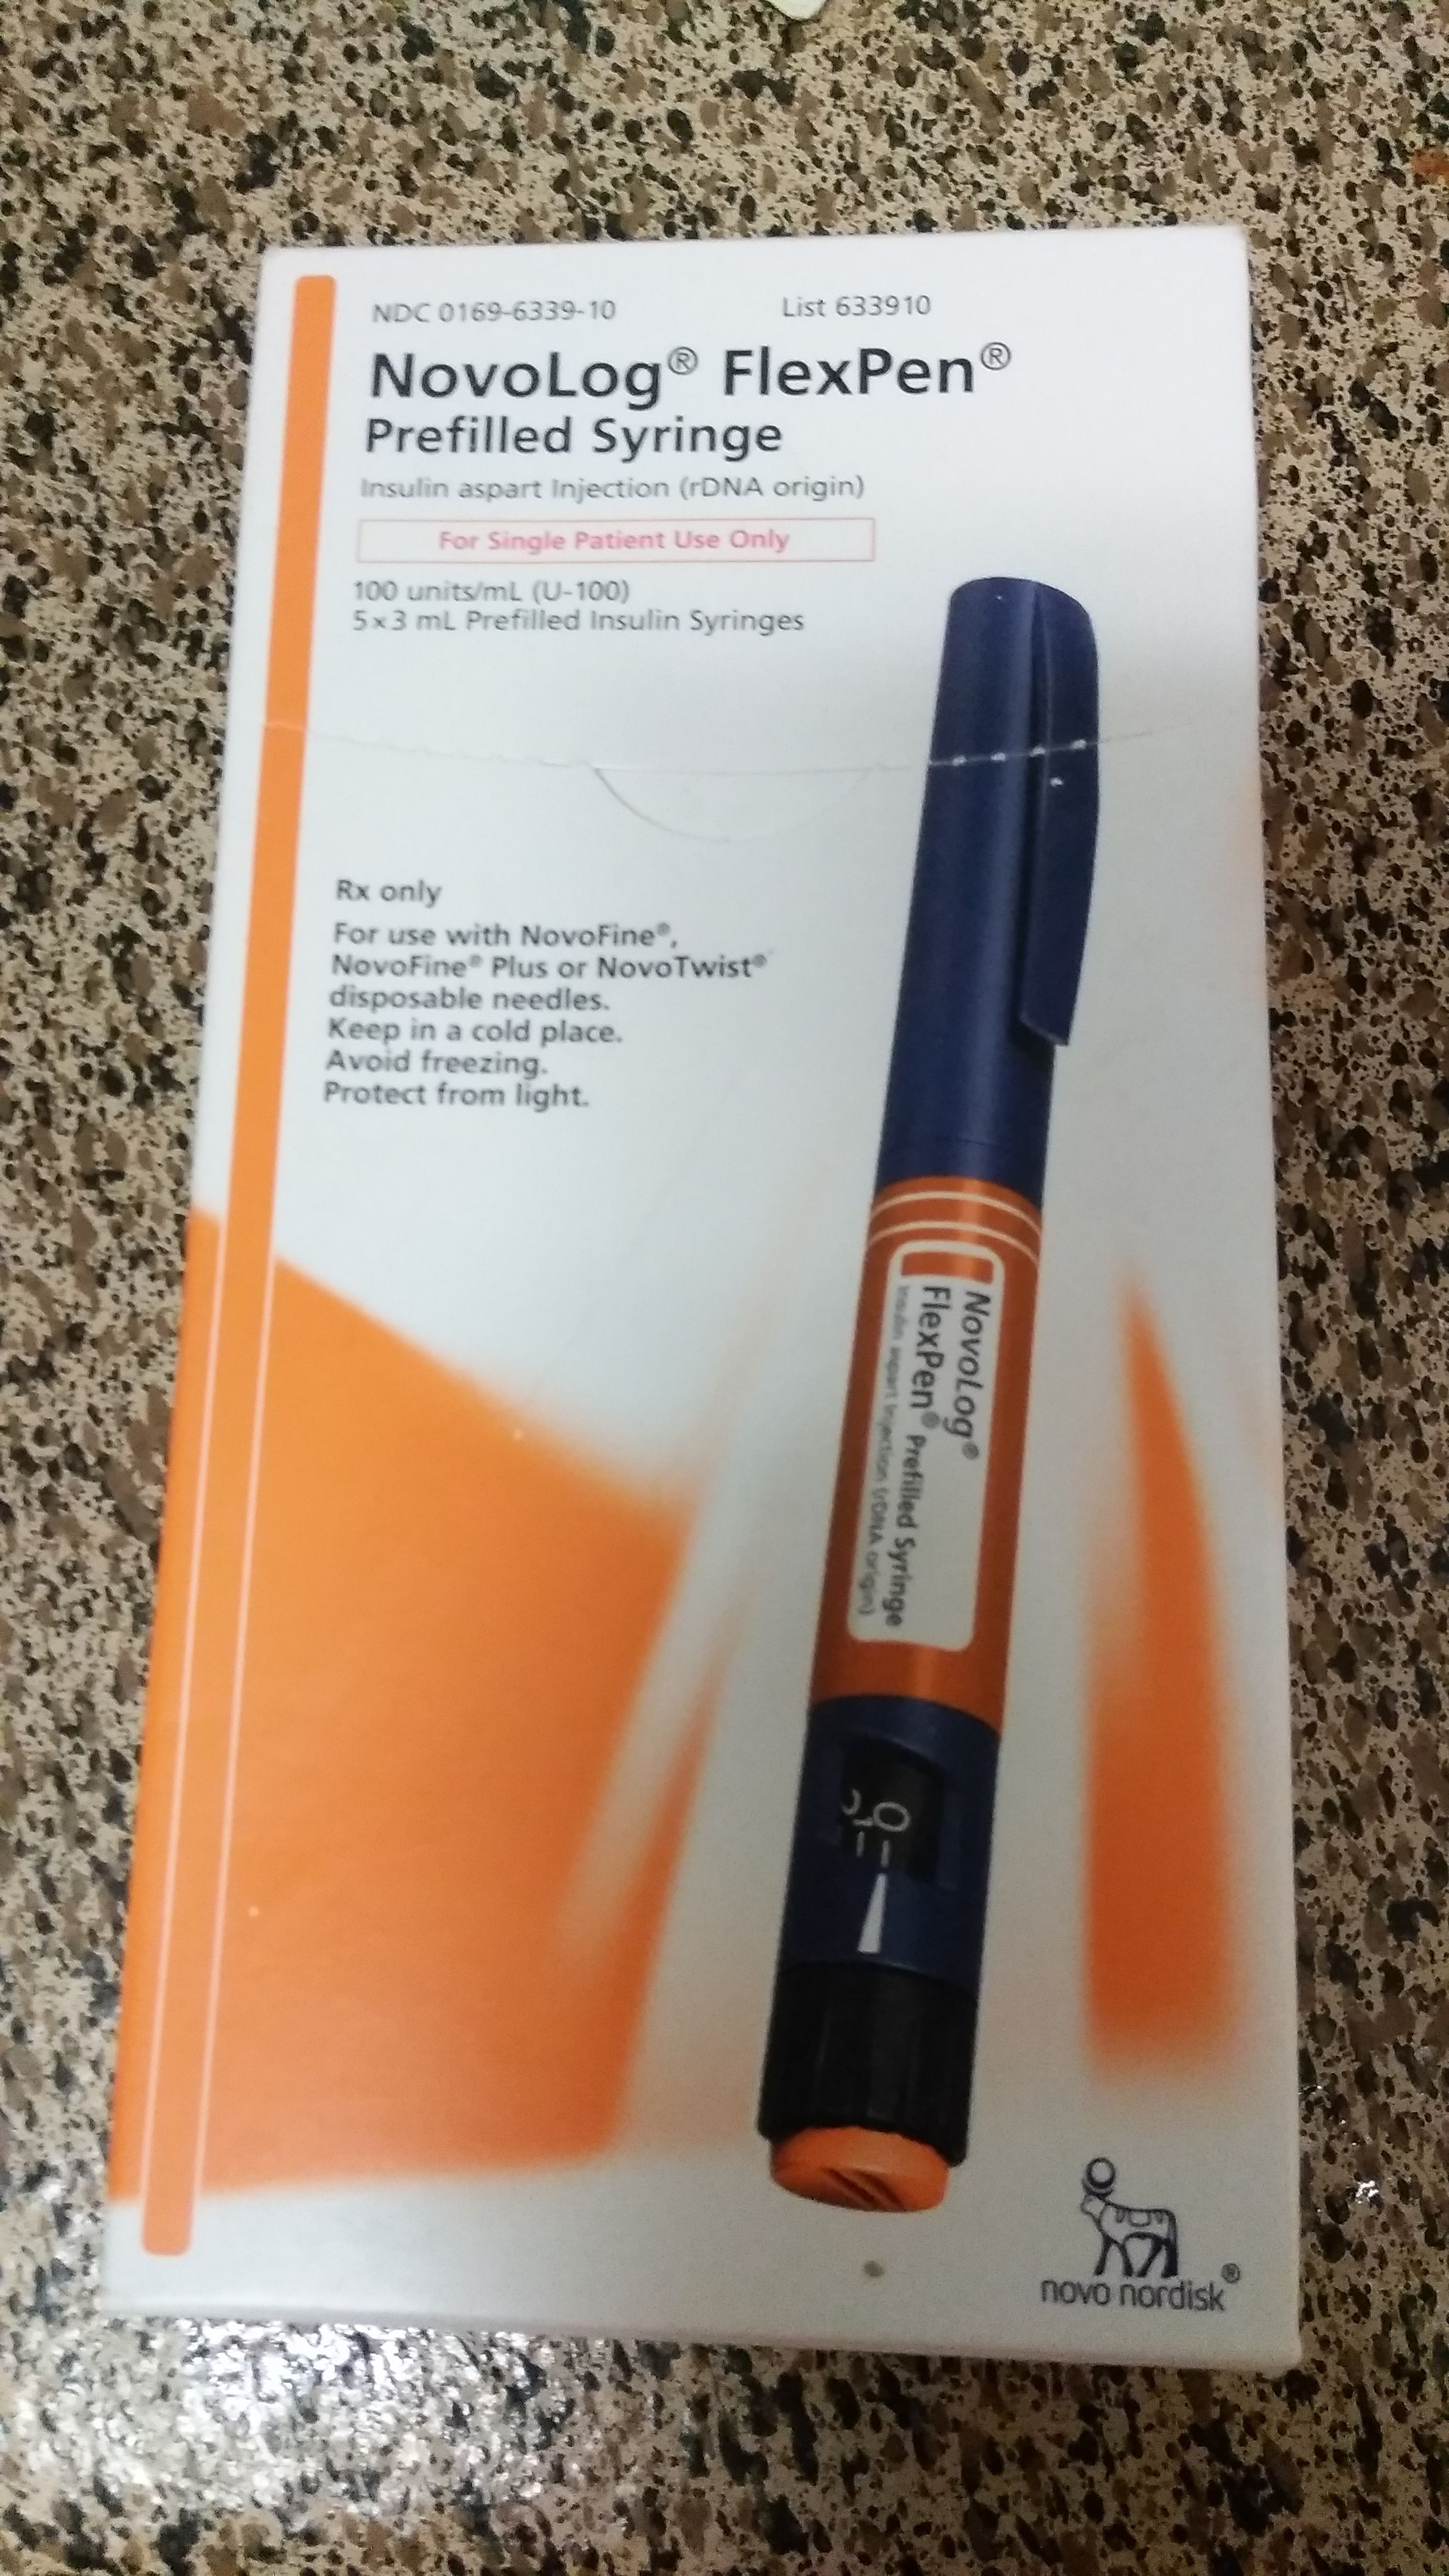 NDC 0169-6339-10
List 633910
NovoLog® FlexPen®
Prefilled Syringe
Insulin aspart Injection (rDNA origin)
For Single Patient Use Only
100 units/mL (U-100)
5×3 mL Prefilled Insulin Syringes
Rx only
For use with NovoFine®,
NovoFine® Plus or NovoTwist®
disposable needles.
Keep in a cold place.
Avoid freezing.
Protect from light.
NovoLog®
FlexPen® Prefilled Syringe
Insulin aspart Injection (rDNA origin)
0
novo nordisk®